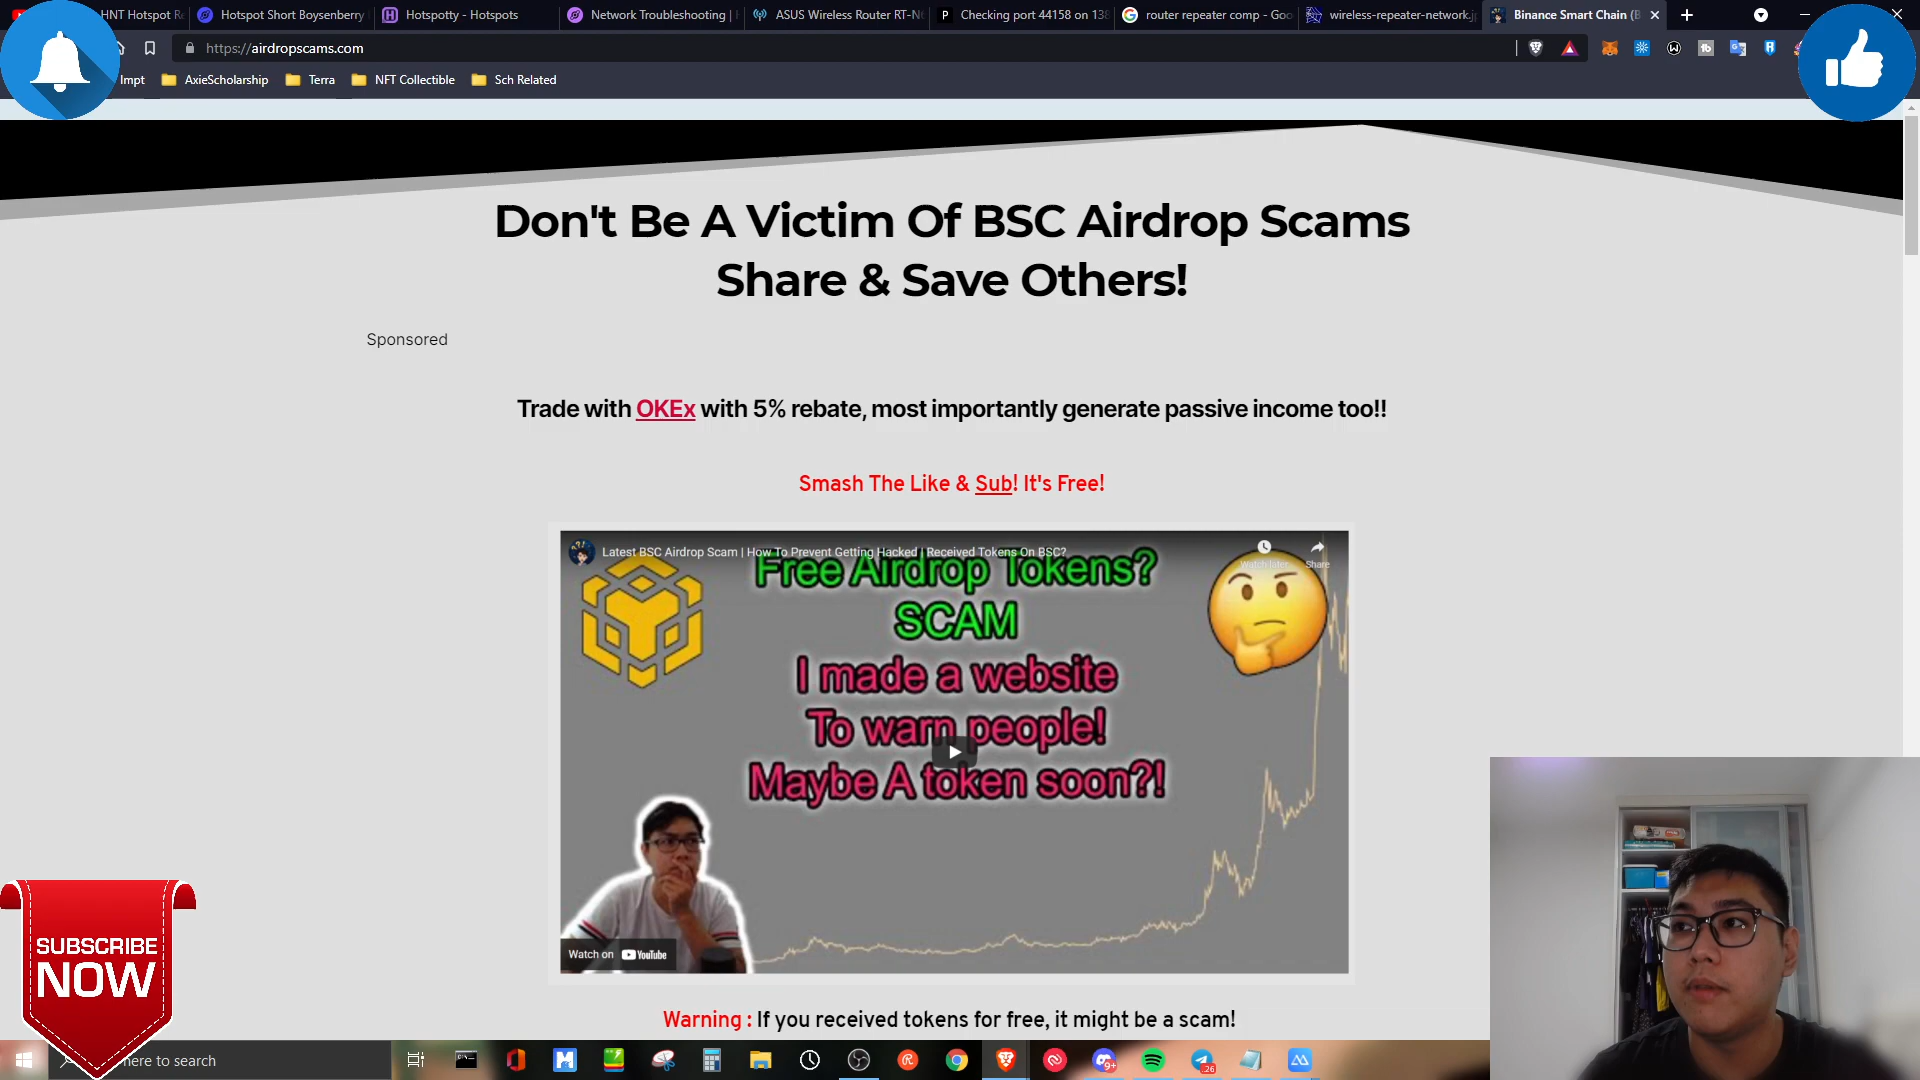 HNT Hotspot Re
Hotspot Short Boysenberry
Hotspotty - Hotspots
Network Troubleshooting |
ASUS Wireless Router RT-N
Checking port 44158 on 138
router repeater comp - Goo
wireless-repeater-network.j
Binance Smart Chain (B
https://airdropscams.com
Impt
AxieScholarship
Terra
NFT Collectible
Sch Related
Don't Be A Victim Of BSC Airdrop Scams
Share & Save Others!
Sponsored
Trade with OKEx with 5% rebate, most importantly generate passive income too!!
Smash The Like & Sub! It's Free!
Latest BSC Airdrop Scam | How To Prevent Getting Hacked | Received Tokens On BSC?
Watch later
Share
Free Airdrop Tokens?
SCAM
I made a website
To warn people!
Maybe A token soon?!
Watch on YouTube
Warning : If you received tokens for free, it might be a scam!
SUBSCRIBE
NOW
here to search
9+
26